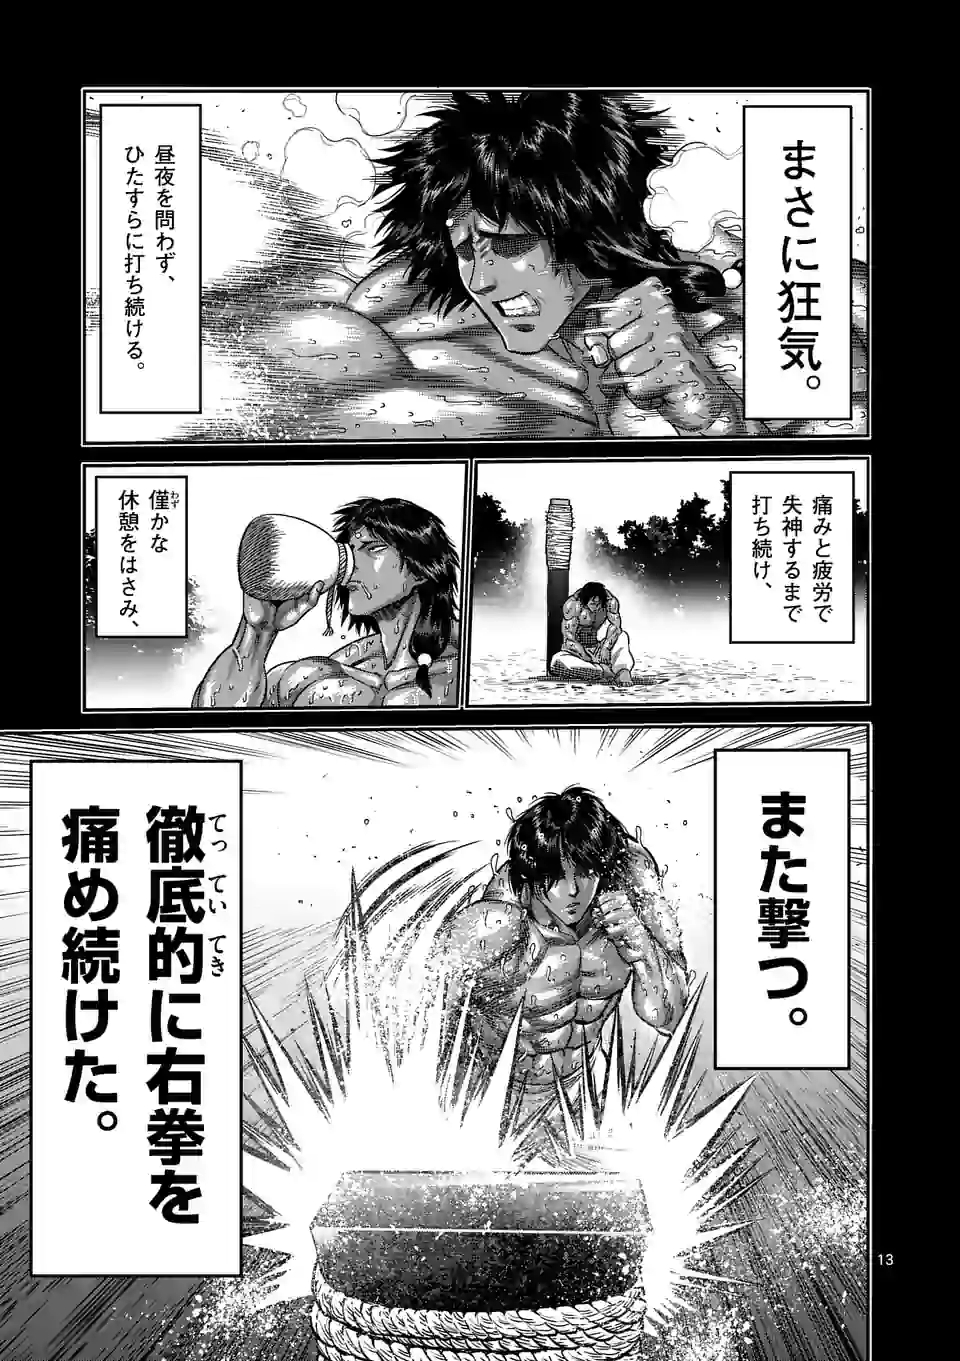 まさに狂気。
昼夜を問わず、
ひたすらに打ち続ける。
痛みと疲労で
失神するまで
打ち続け、
僅かな
わず
休憩をはさみ、
また撃つ。
徹底的に右拳を
てっていてき
痛め続けた。
13